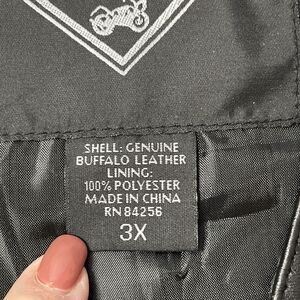 SHELL: GENUINE
BUFFALO LEATHER
LINING:
100% POLYESTER
MADE IN CHINA
RN 84256
3X